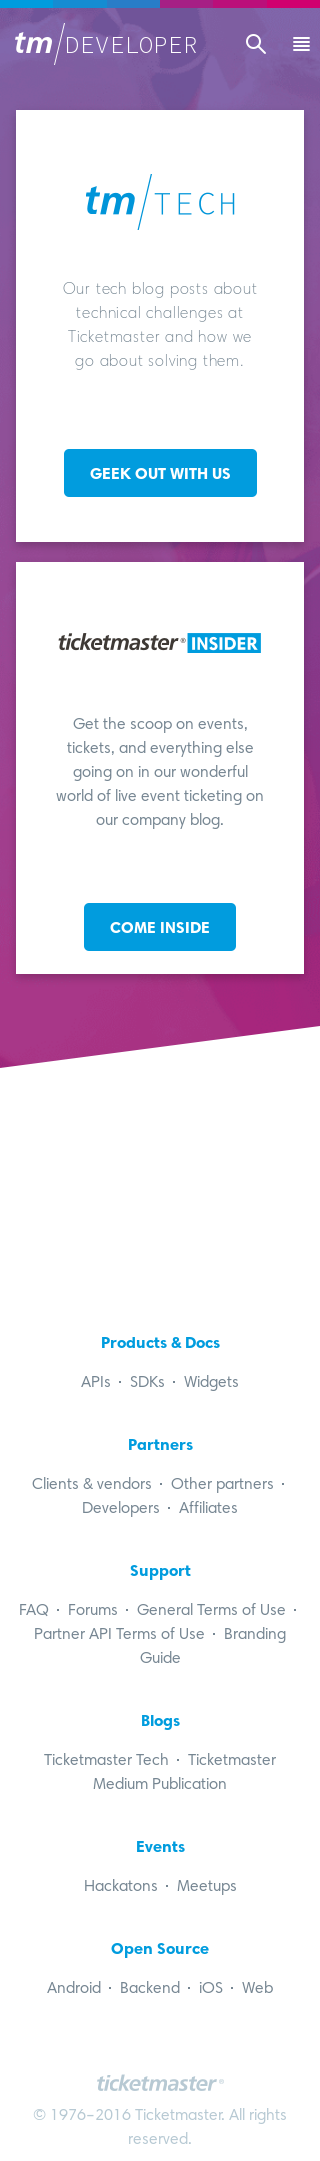 tm/DEVELOPER
tm/TECH
Our tech blog posts about
technical challenges at
Ticketmaster and how we
go about solving them.
GEEK OUT WITH US
ticketmaster® INSIDER
Get the scoop on events,
tickets, and everything else
going on in our wonderful
world of live event ticketing on
our company blog.
COME INSIDE
Products & Docs
APIs · SDKs · Widgets
Partners
Clients & vendors · Other partners ·
Developers · Affiliates
Support
FAQ · Forums · General Terms of Use ·
Partner API Terms of Use · Branding
Guide
Blogs
Ticketmaster Tech · Ticketmaster
Medium Publication
Events
Hackatons · Meetups
Open Source
Android · Backend · iOS · Web
ticketmaster®
© 1976–2016 Ticketmaster. All rights
reserved.